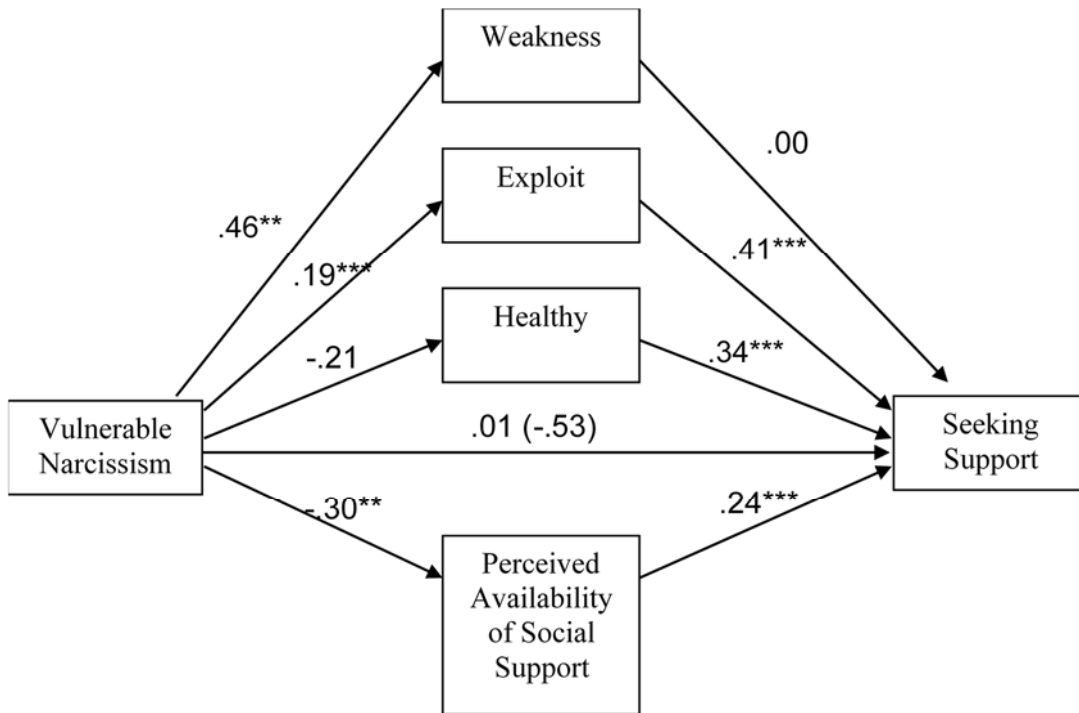 Weakness
.00
Exploit
.46**
.41***
.19***
Healthy
-.21
.34***
Vulnerable
Narcissism
.01 (-.53)
Seeking
Support
-.30**
.24***
Perceived
Availability
of Social
Support